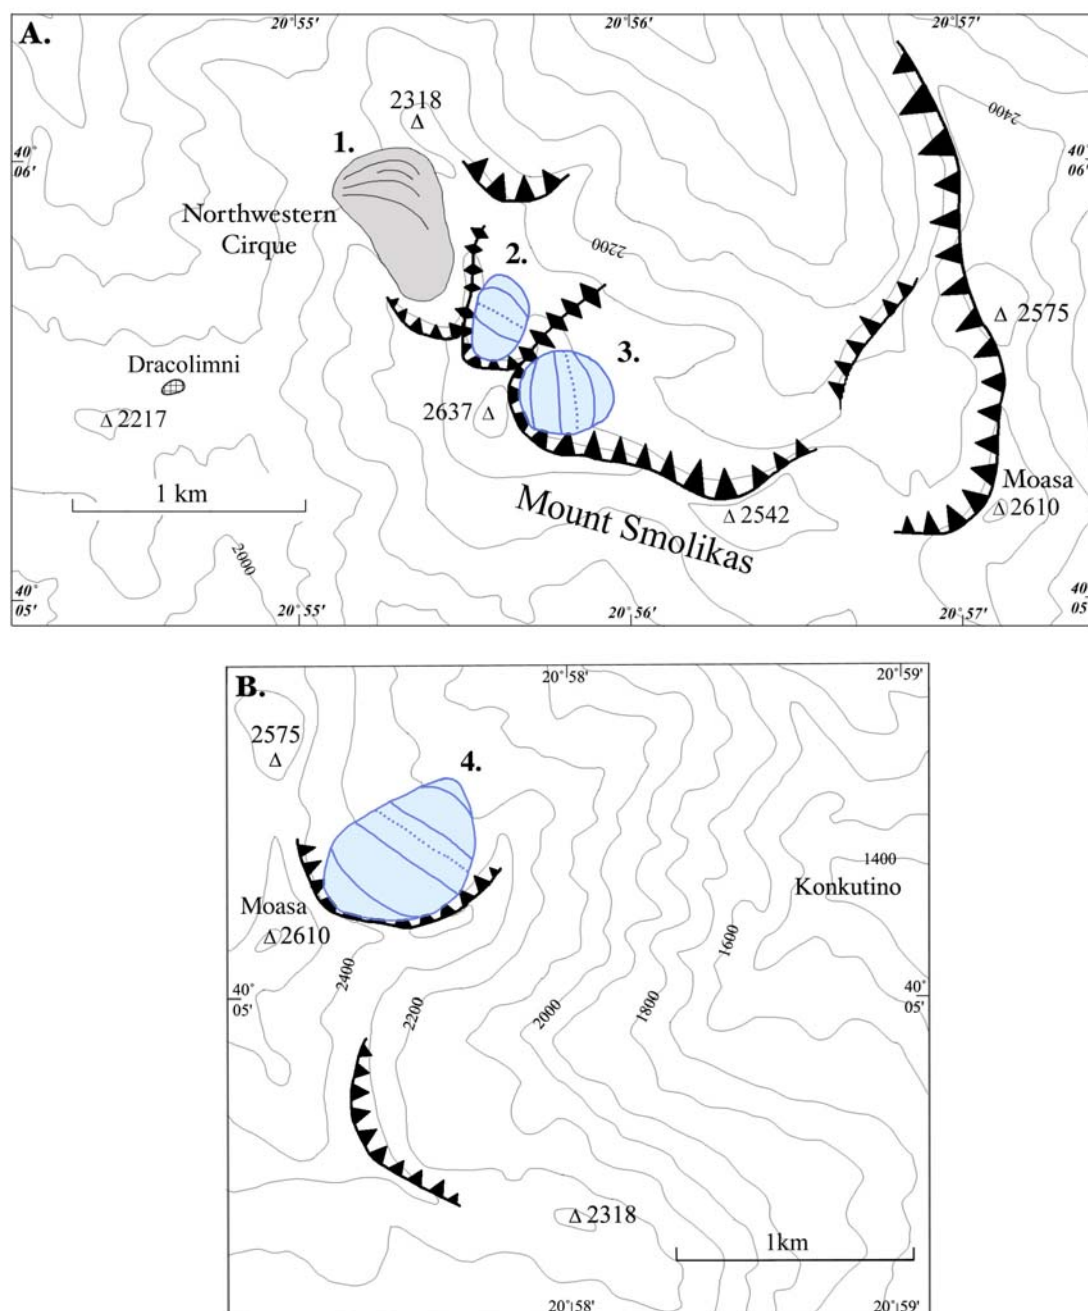 A.
20°55'
20°56'
20°57'
2318
Δ
2400
1.
40°
06'
40°
06'
Northwestern
Cirque
2.
2200
Δ 2575
3.
Dracolimni
Δ 2217
2637 Δ
1 km
Mount Smolikas
Moasa
Δ 2610
Δ 2542
2000
40°
05'
40°
05'
20°55'
20°56'
20°57'
B.
20°58'
20°59'
2575
Δ
4.
1400
Konkutino
Moasa
Δ 2610
2400
1600
40°
05'
40°
05'
2200
2000
1800
Δ 2318
1km
20°58'
20°59'